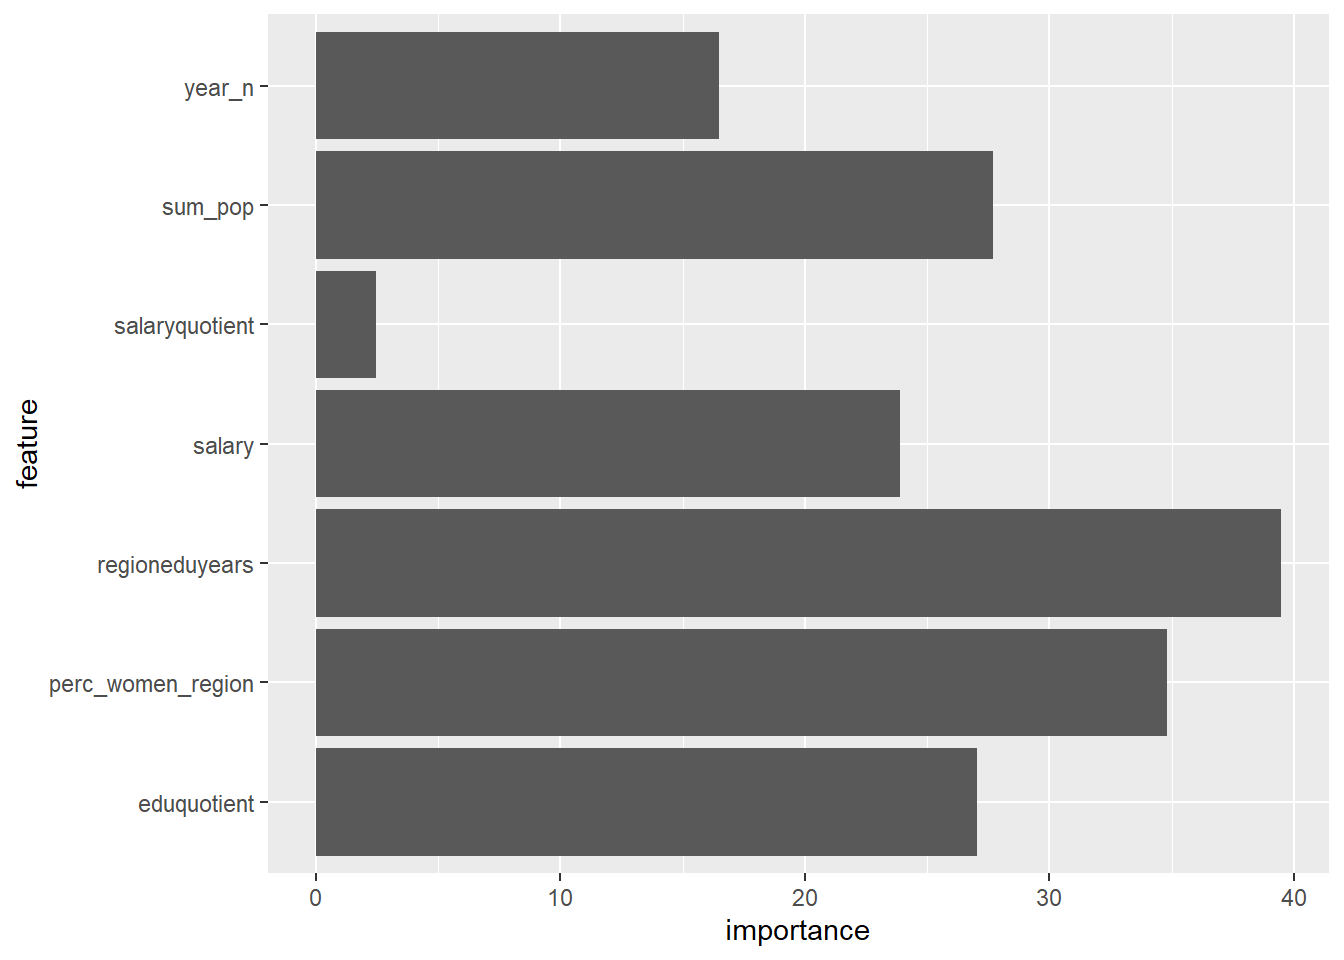 year_n
sum_pop
salaryquotient
salary
regioneduyears
perc_women_region
eduquotient
feature
0 10 20 30 40
importance